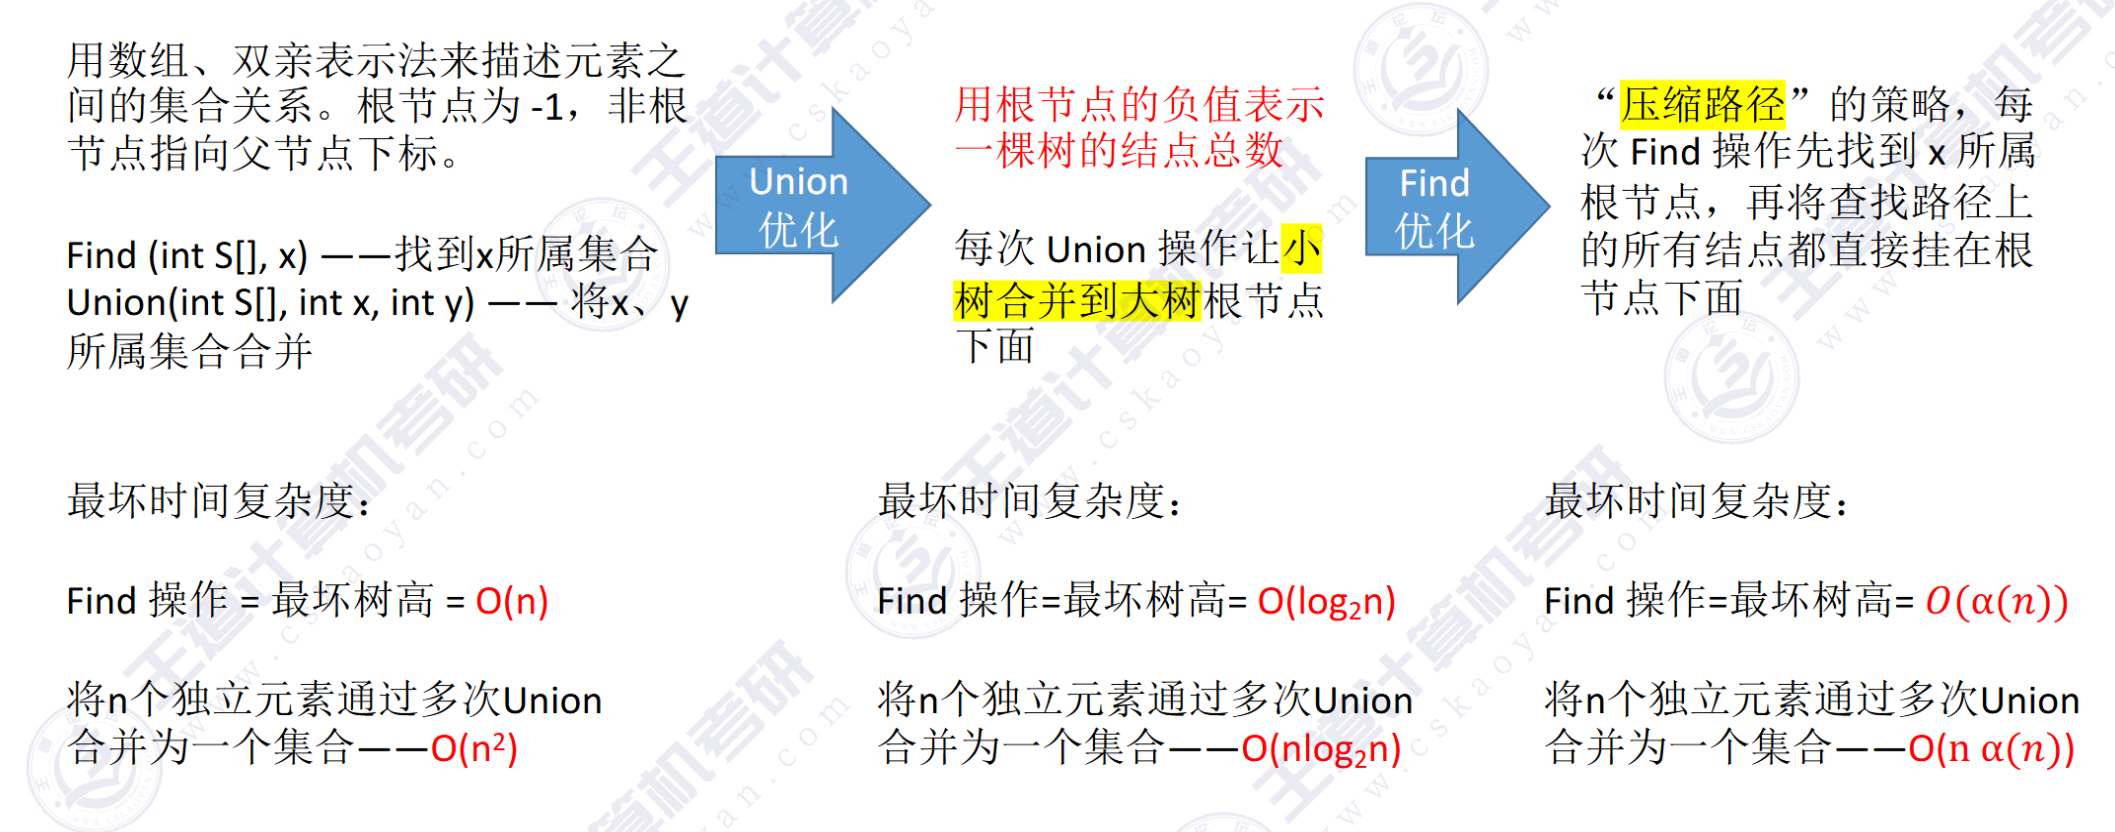 用数组、双亲表示法来描述元素之
间的集合关系。根节点为 -1，非根
节点指向父节点下标。
Find (int S[], x) ——找到x所属集合
Union(int S[], int x, int y) —— 将x、y
所属集合合并
最坏时间复杂度：
Find 操作 = 最坏树高 = O(n)
将n个独立元素通过多次Union
合并为一个集合——O(n²)
Union
优化
用根节点的负值表示
一棵树的结点总数
每次 Union 操作让小
树合并到大树根节点
下面
最坏时间复杂度：
Find 操作=最坏树高= O(log₂n)
将n个独立元素通过多次Union
合并为一个集合——O(nlog₂n)
Find
优化
“压缩路径”的策略，每
次 Find 操作先找到 x 所属
根节点，再将查找路径上
的所有结点都直接挂在根
节点下面
最坏时间复杂度：
Find 操作=最坏树高= O(α(n))
将n个独立元素通过多次Union
合并为一个集合——O(n α(n))
王道计算机考研
www.cskaoyan.com